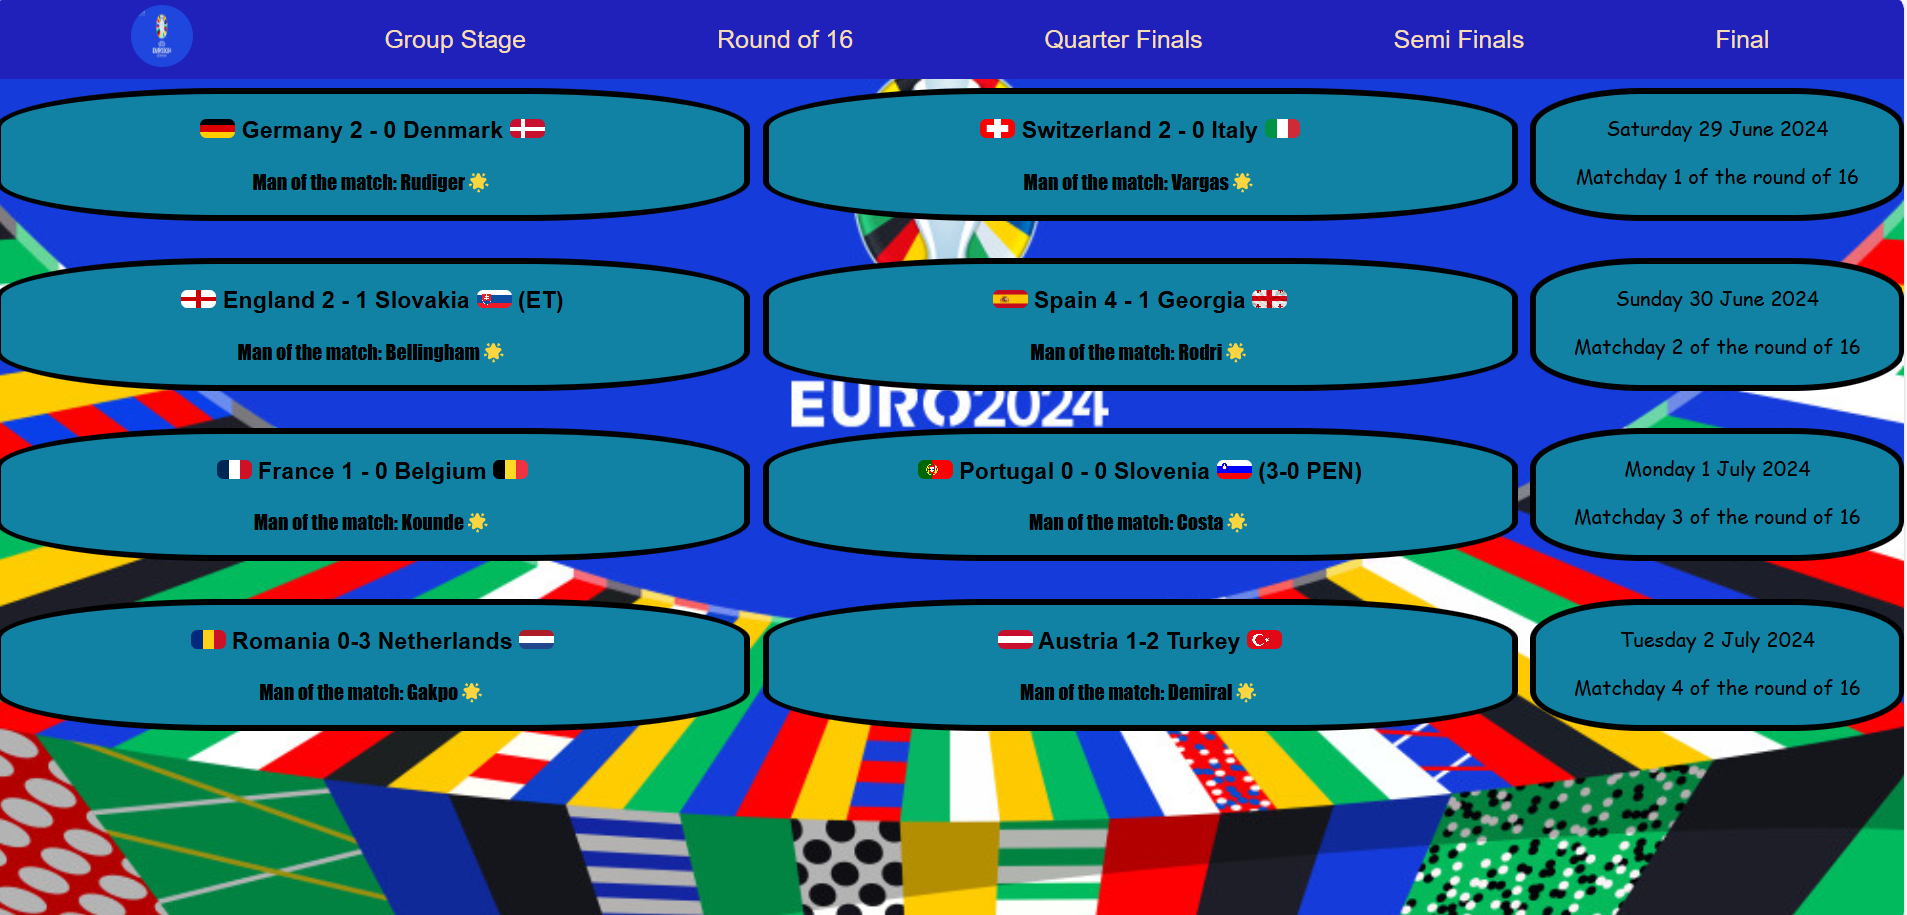 EURO2024
Group Stage
Round of 16
Quarter Finals
Semi Finals
Final
Germany 2 - 0 Denmark
Man of the match: Rudiger
Switzerland 2 - 0 Italy
Man of the match: Vargas
Saturday 29 June 2024
Matchday 1 of the round of 16
England 2 - 1 Slovakia (ET)
Man of the match: Bellingham
Spain 4 - 1 Georgia
Man of the match: Rodri
Sunday 30 June 2024
Matchday 2 of the round of 16
EURO2024
France 1 - 0 Belgium
Man of the match: Kounde
Portugal 0 - 0 Slovenia (3-0 PEN)
Man of the match: Costa
Monday 1 July 2024
Matchday 3 of the round of 16
Romania 0-3 Netherlands
Man of the match: Gakpo
Austria 1-2 Turkey
Man of the match: Demiral
Tuesday 2 July 2024
Matchday 4 of the round of 16